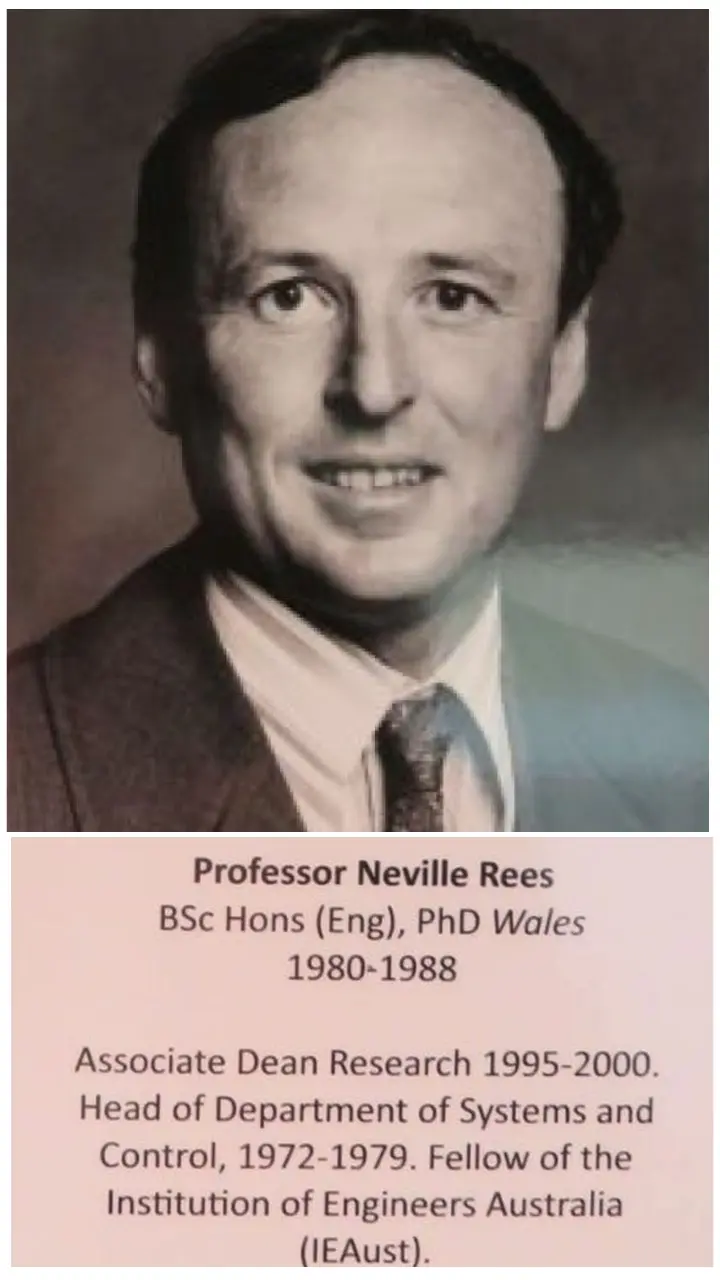 Professor Neville Rees
BSc Hons (Eng), PhD Wales
1980-1988
Associate Dean Research 1995-2000.
Head of Department of Systems and
Control, 1972-1979. Fellow of the
Institution of Engineers Australia
(IEAust).